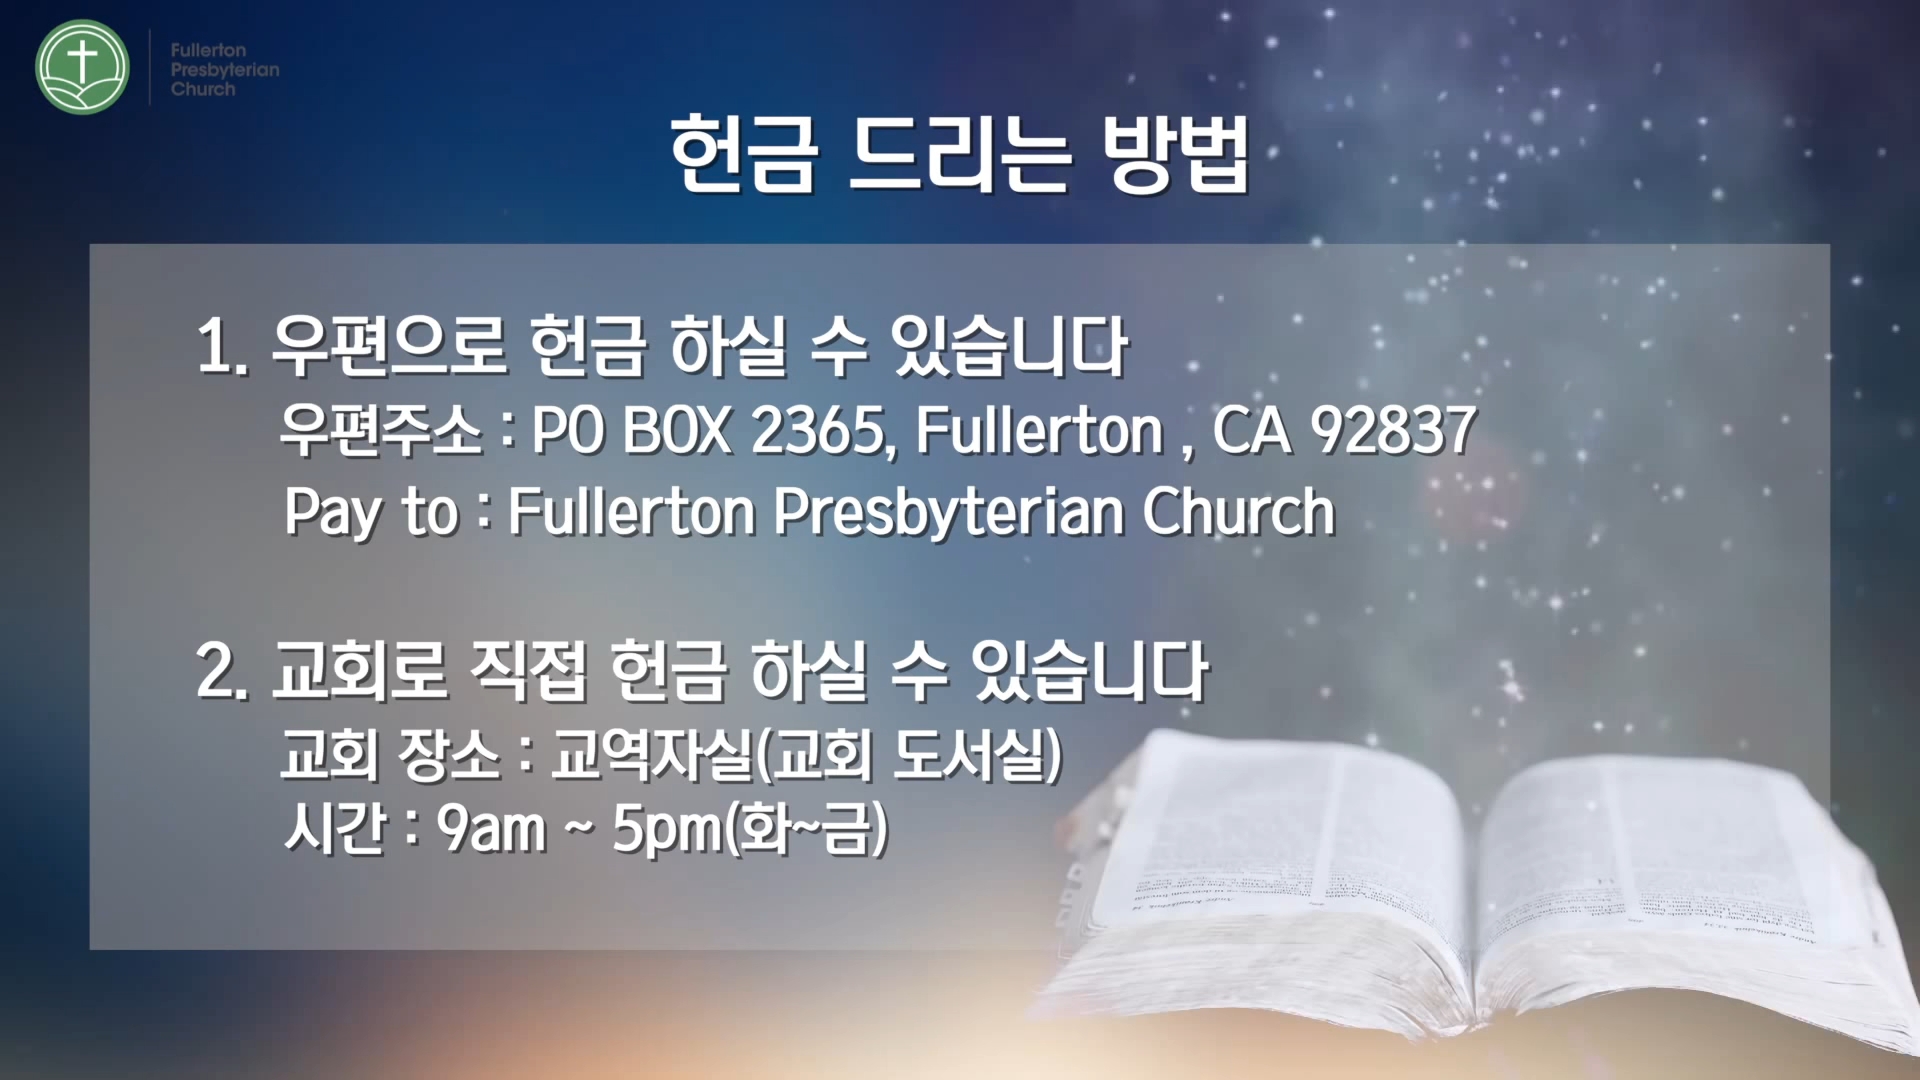 Fullerton
Presbyterian
Church
헌금 드리는 방법
1. 우편으로 헌금 하실 수 있습니다
우편주소 : PO BOX 2365, Fullerton , CA 92837
Pay to : Fullerton Presbyterian Church
2. 교회로 직접 헌금 하실 수 있습니다
교회 장소 : 교역자실(교회 도서실)
시간 : 9am ~ 5pm(화~금)